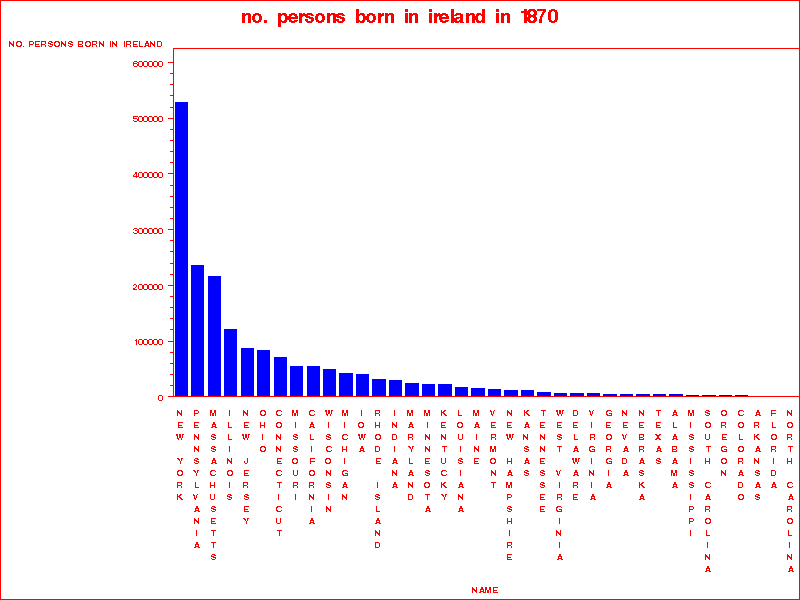 no. persons born in ireland in 1870
NO. PERSONS BORN IN IRELAND
600000
500000
400000
300000
200000
100000
0
NEW YORK
PENNSYLVANIA
MASSACHUSETTS
ILLINOIS
NEW JERSEY
OHIO
CONNECTICUT
MISSOURI
CALIFORNIA
WISCONSIN
MICHIGAN
IOWA
RHODE ISLAND
INDIANA
MARYLAND
MINNESOTA
KENTUCKY
LOUISIANA
MAINE
VERMONT
NEW HAMPSHIRE
KANSAS
TENNESSEE
WEST VIRGINIA
DELAWARE
VIRGINIA
GEORGIA
NEVADA
NEBRASKA
TEXAS
ALABAMA
MISSISSIPPI
SOUTH CAROLINA
OREGON
COLORADO
ARKANSAS
FLORIDA
NORTH CAROLINA
NAME